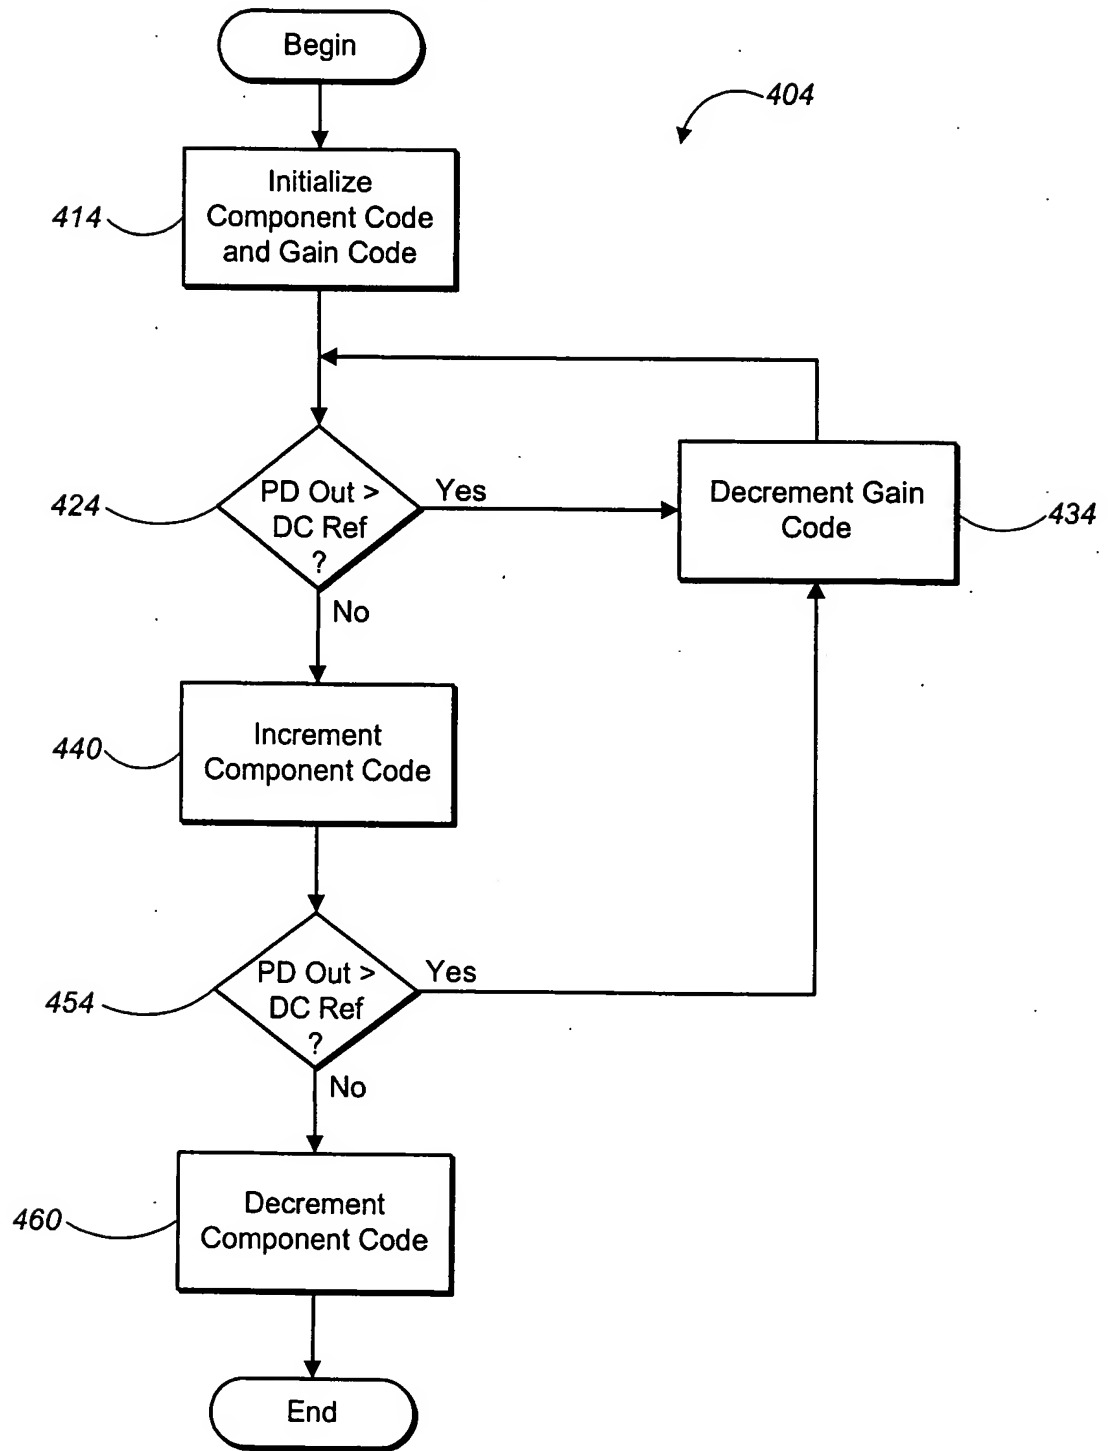 Begin
404
Initialize
Component Code
and Gain Code
414
PD Out >
DC Ref
?
424
Yes
No
Decrement Gain
Code
434
Increment
Component Code
440
PD Out >
DC Ref
?
454
Yes
No
Decrement
Component Code
460
End